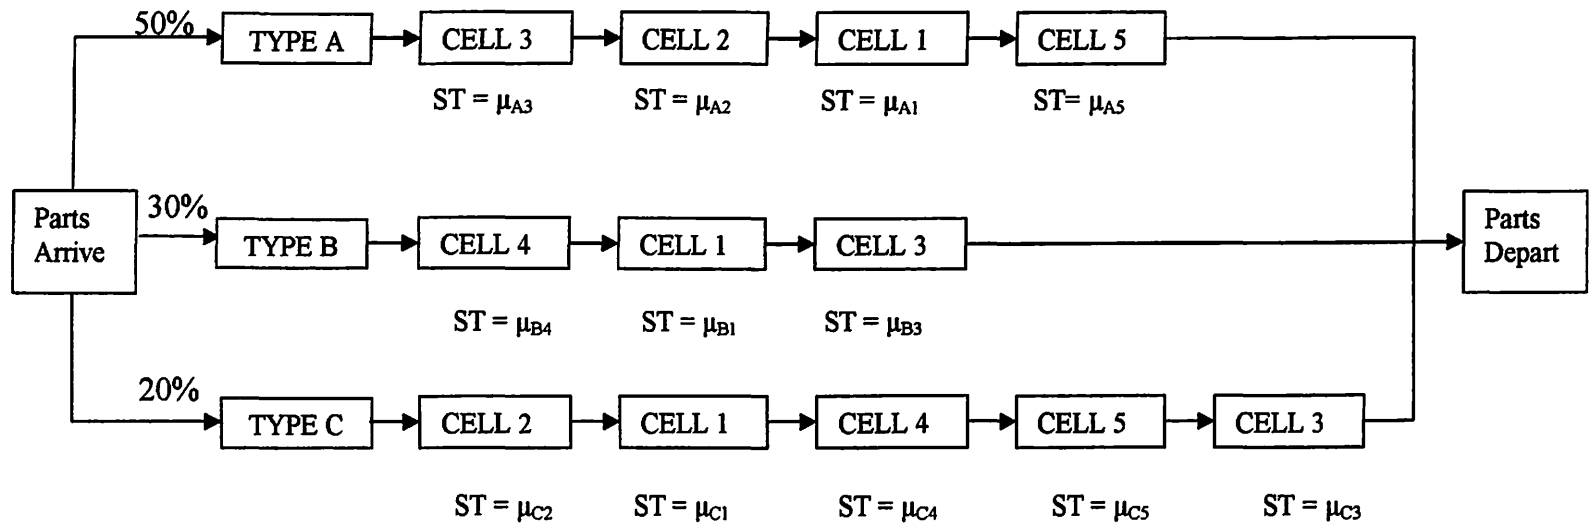 50%
TYPE A CELL 3 CELL 2 CELL 1 CELL 5
ST = μA3 ST = μA2 ST = μA1 ST= μA5
Parts
Arrive
30%
TYPE B CELL 4 CELL 1 CELL 3
Parts
Depart
ST = μB4 ST = μB1 ST = μB3
20%
TYPE C CELL 2 CELL 1 CELL 4 CELL 5 CELL 3
ST = μC2 ST = μC1 ST = μC4 ST = μC5 ST = μC3